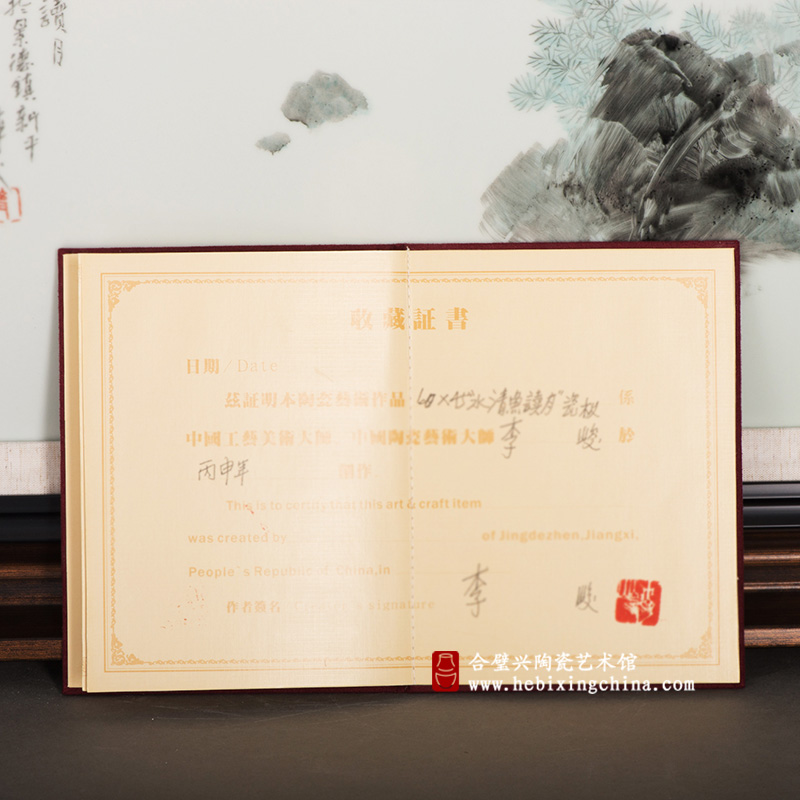 讀月
於景德鎮新平
收藏証書
日期/Date
茲証明本陶瓷藝術作品 60×45"冰清魚讀月"瓷板 係
中國工藝美術大師、中國陶瓷藝術大師 李 峻 於
丙申年 創作。
This is to certify that this art & craft item
was created by of Jingdezhen,Jiangxi,
People's Reppubic of China,in
作者簽名 signature 李 峻
合璧兴陶瓷艺术馆
www.hebixingchina.com